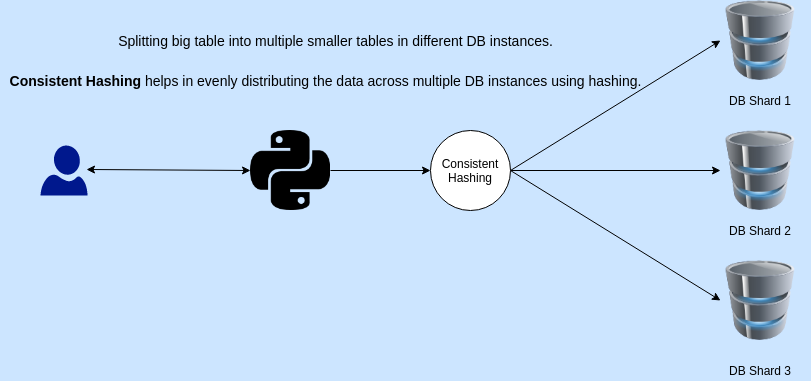 Splitting big table into multiple smaller tables in different DB instances.
Consistent Hashing helps in evenly distributing the data across multiple DB instances using hashing.
Consistent
Hashing
DB Shard 1
DB Shard 2
DB Shard 3